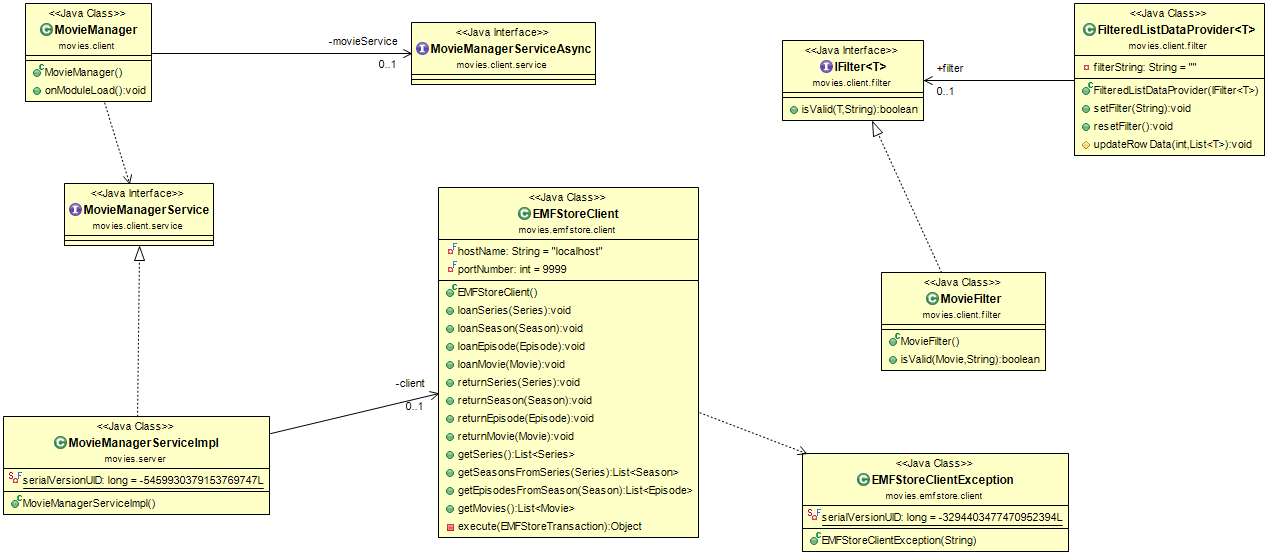 <<Java Class>>
MovieManager
movies.client
MovieManager()
onModuleLoad():void
-movieService
0..1
<<Java Interface>>
MovieManagerServiceAsync
movies.client.service
<<Java Interface>>
IFilter<T>
movies.client.filter
isValid(T,String):boolean
+filter
0..1
<<Java Class>>
FilteredListDataProvider<T>
movies.client.filter
filterString: String = ""
FilteredListDataProvider(IFilter<T>)
setFilter(String):void
resetFilter():void
updateRowData(int,List<T>):void
<<Java Interface>>
MovieManagerService
movies.client.service
<<Java Class>>
EMFStoreClient
movies.emfstore.client
hostName: String = "localhost"
portNumber: int = 9999
EMFStoreClient()
loanSeries(Series):void
loanSeason(Season):void
loanEpisode(Episode):void
loanMovie(Movie):void
returnSeries(Series):void
returnSeason(Season):void
returnEpisode(Episode):void
returnMovie(Movie):void
getSeries():List<Series>
getSeasonsFromSeries(Series):List<Season>
getEpisodesFromSeason(Season):List<Episode>
getMovies():List<Movie>
execute(EMFStoreTransaction):Object
<<Java Class>>
MovieFilter
movies.client.filter
MovieFilter()
isValid(Movie,String):boolean
-client
0..1
<<Java Class>>
MovieManagerServiceImpl
movies.server
serialVersionUID: long = -5459930379153769747L
MovieManagerServiceImpl()
<<Java Class>>
EMFStoreClientException
movies.emfstore.client
serialVersionUID: long = -3294403477470952394L
EMFStoreClientException(String)